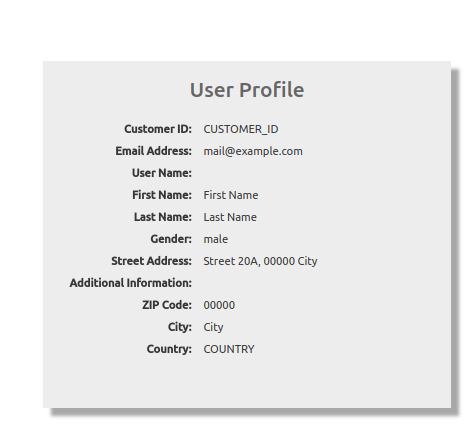 User Profile
Customer ID: CUSTOMER_ID
Email Address: mail@example.com
User Name:
First Name: First Name
Last Name: Last Name
Gender: male
Street Address: Street 20A, 00000 City
Additional Information:
ZIP Code: 00000
City: City
Country: COUNTRY